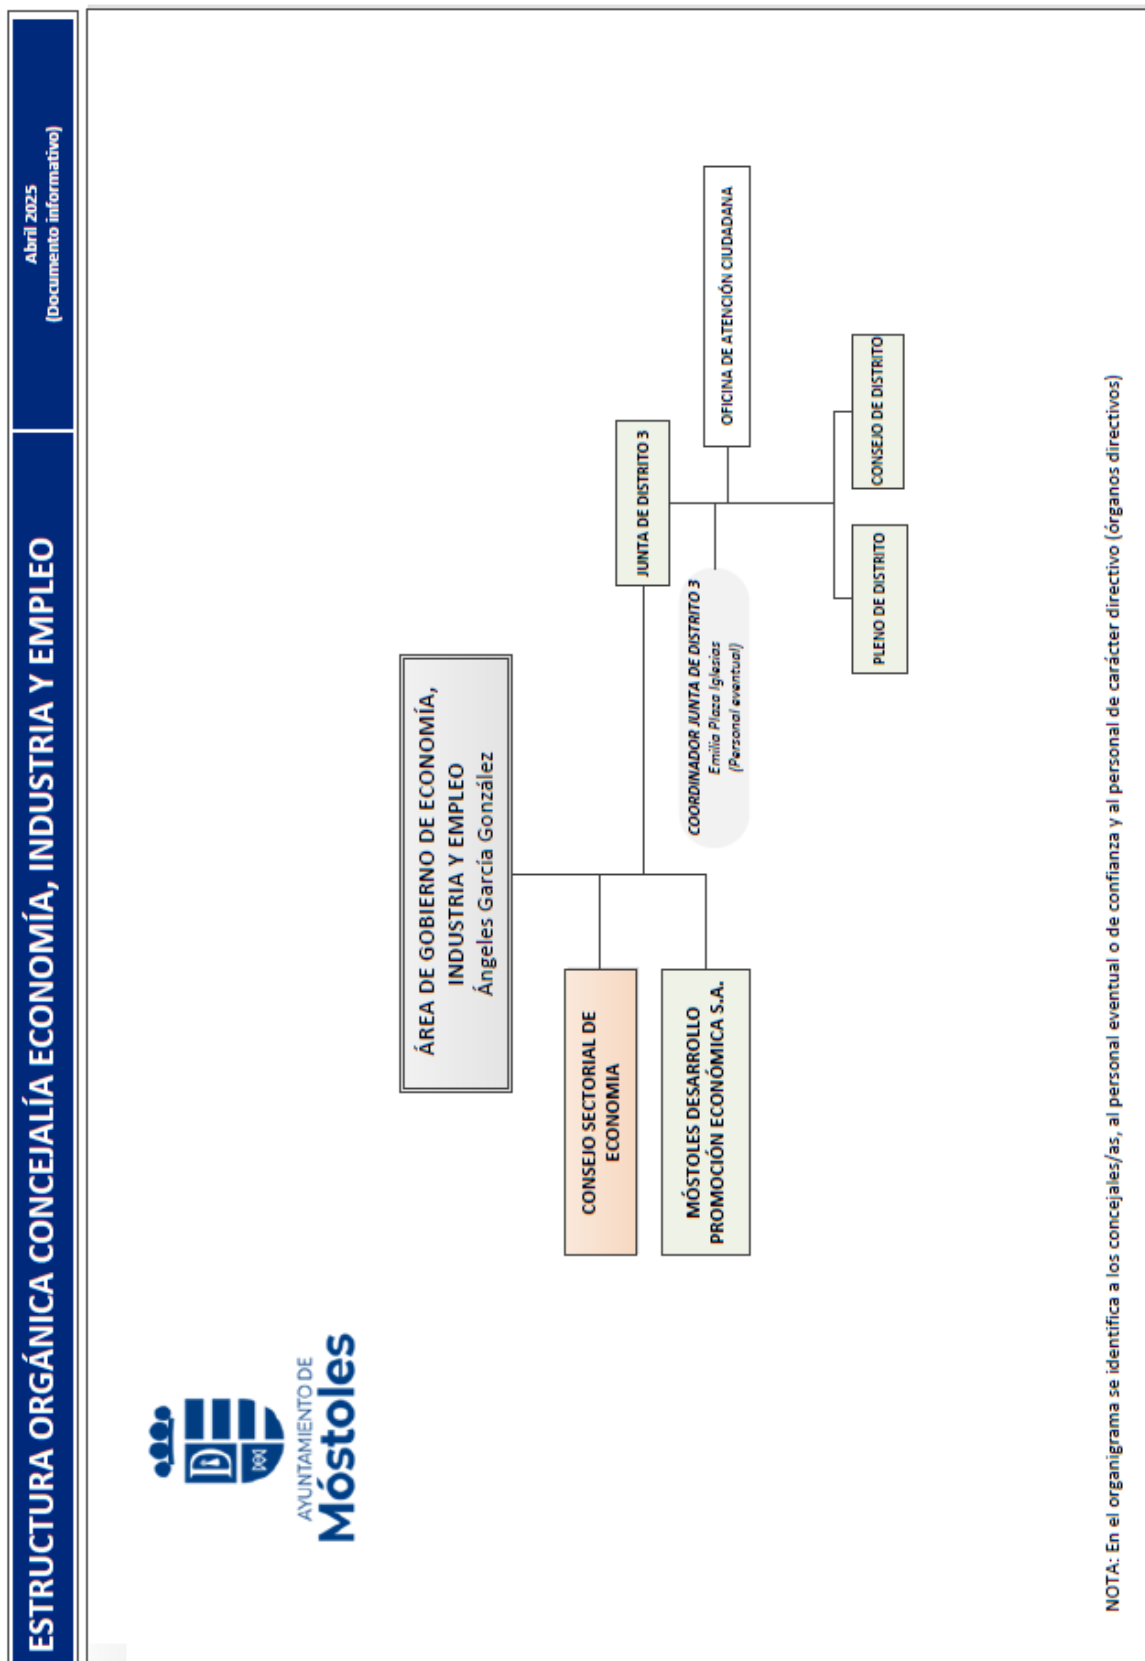 ESTRUCTURA ORGÁNICA CONCEJALÍA ECONOMÍA, INDUSTRIA Y EMPLEO
Abril 2025
(Documento informativo)
AYUNTAMIENTO DE
Móstoles
ÁREA DE GOBIERNO DE ECONOMÍA,
INDUSTRIA Y EMPLEO
Ángeles García González
CONSEJO SECTORIAL DE
ECONOMIA
MÓSTOLES DESARROLLO
PROMOCIÓN ECONÓMICA S.A.
JUNTA DE DISTRITO 3
COORDINADOR JUNTA DE DISTRITO 3
Emilia Plaza Iglesias
(Personal eventual)
OFICINA DE ATENCIÓN CIUDADANA
PLENO DE DISTRITO
CONSEJO DE DISTRITO
NOTA: En el organigrama se identifica a los concejales/as, al personal eventual o de confianza y al personal de carácter directivo (órganos directivos)